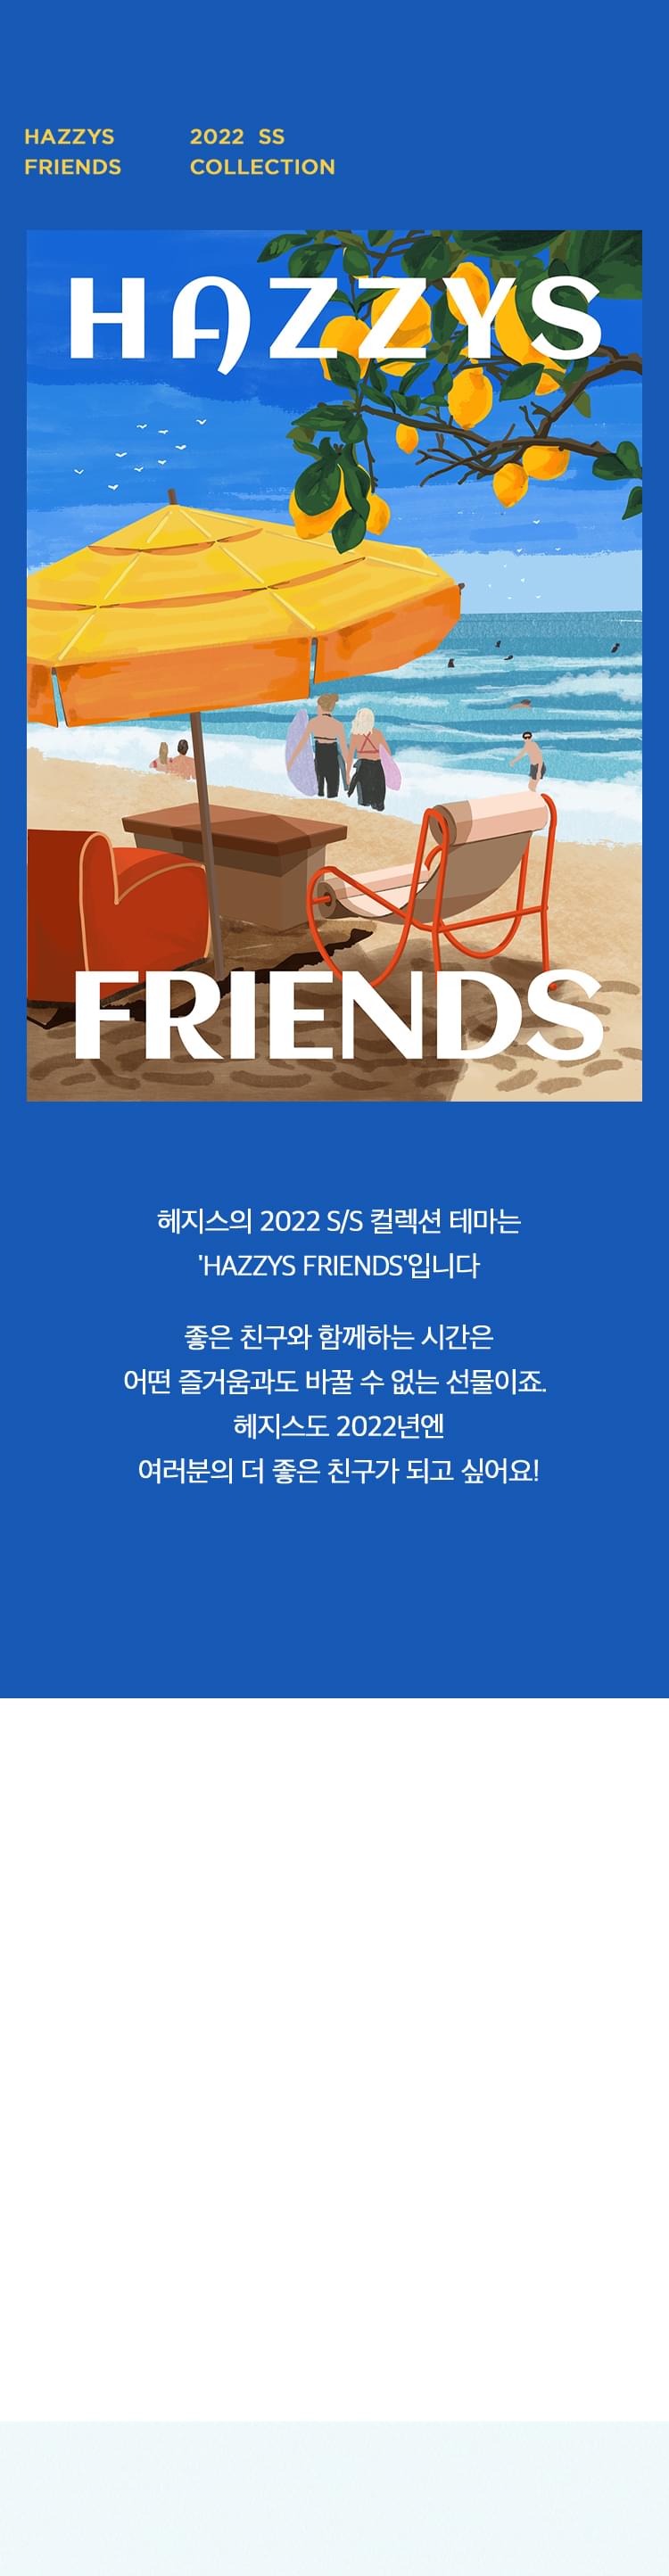 HAZZYS
FRIENDS
2022 SS
COLLECTION
HAZZYS
FRIENDS
헤지스의 2022 S/S 컬렉션 테마는
'HAZZYS FRIENDS'입니다
좋은 친구와 함께하는 시간은
어떤 즐거움과도 바꿀 수 없는 선물이죠.
헤지스도 2022년엔
여러분의 더 좋은 친구가 되고 싶어요!